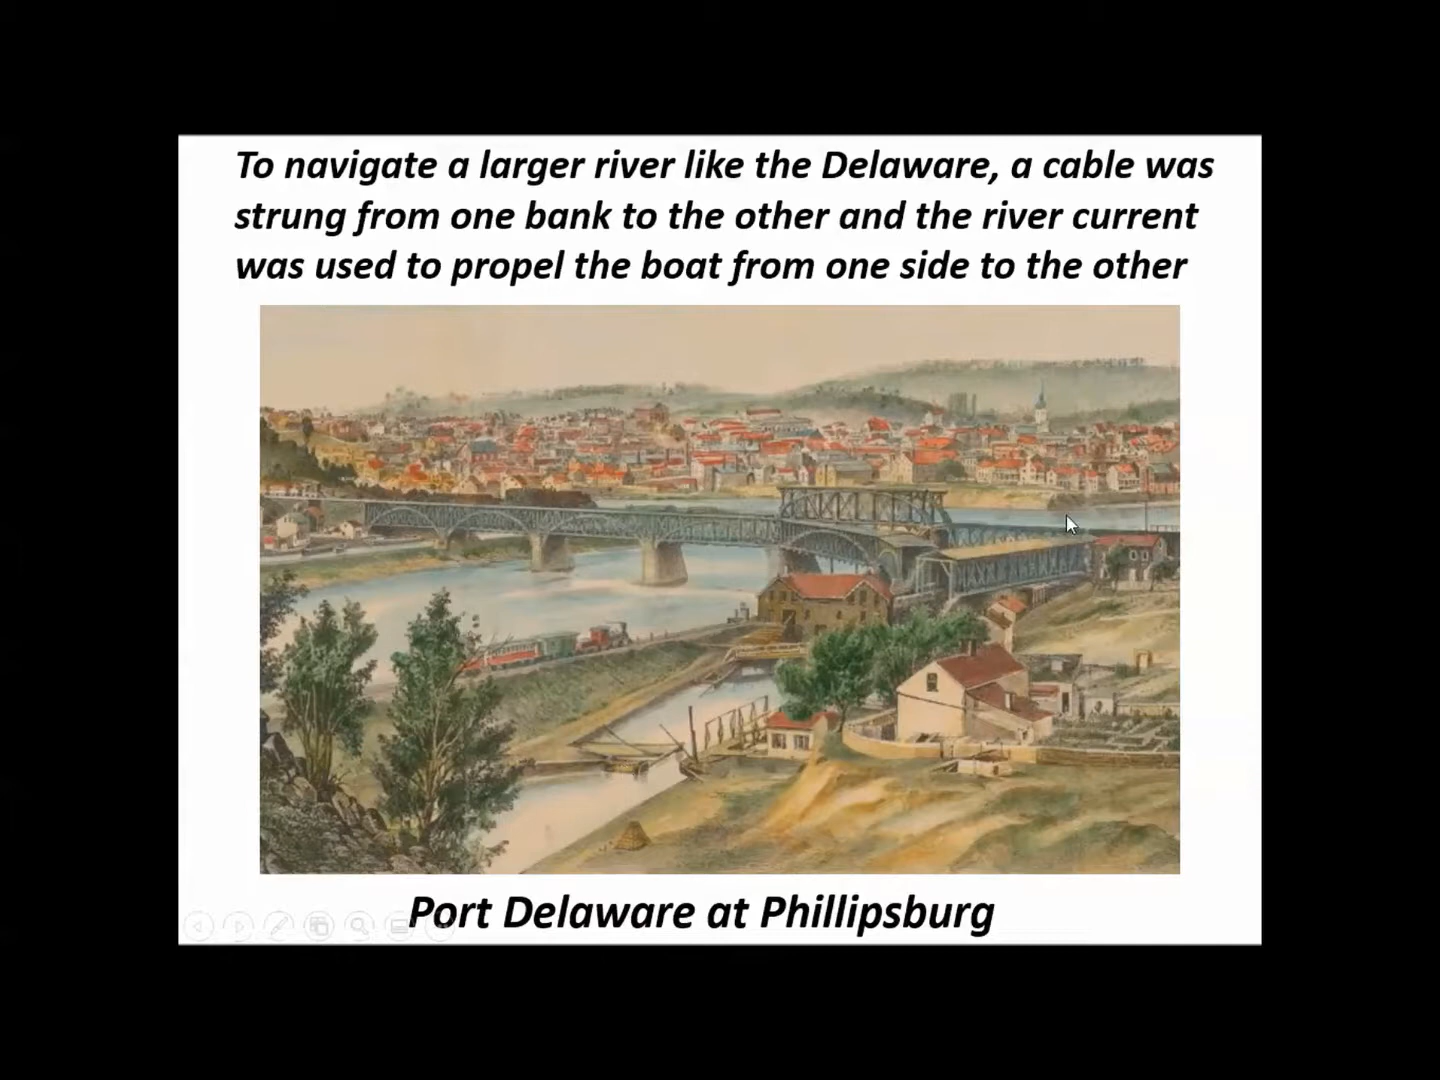 To navigate a larger river like the Delaware, a cable was
strung from one bank to the other and the river current
was used to propel the boat from one side to the other
Port Delaware at Phillipsburg